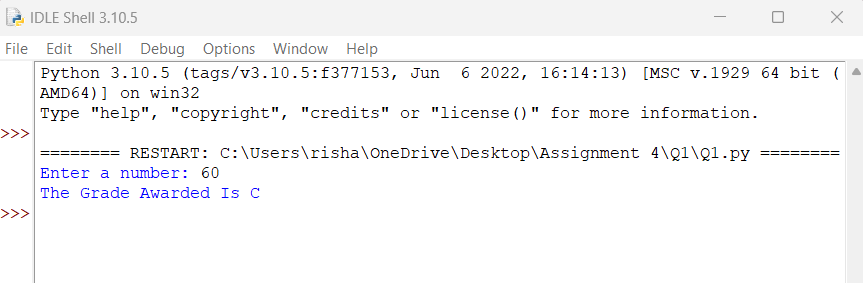 IDLE Shell 3.10.5
File Edit Shell Debug Options Window Help
Python 3.10.5 (tags/v3.10.5:f377153, Jun  6 2022, 16:14:13) [MSC v.1929 64 bit (
AMD64)] on win32
Type "help", "copyright", "credits" or "license()" for more information.
>>>
======== RESTART: C:\Users\risha\OneDrive\Desktop\Assignment 4\Q1\Q1.py ========
Enter a number: 60
The Grade Awarded Is C
>>>